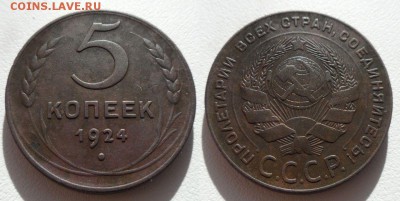 COINS.LAVE.RU
5
КОПЕЕК
1924
ПРОЛЕТАРИИ ВСЕХ СТРАН, СОЕДИНЯЙТЕСЬ!
С.С.С.Р.